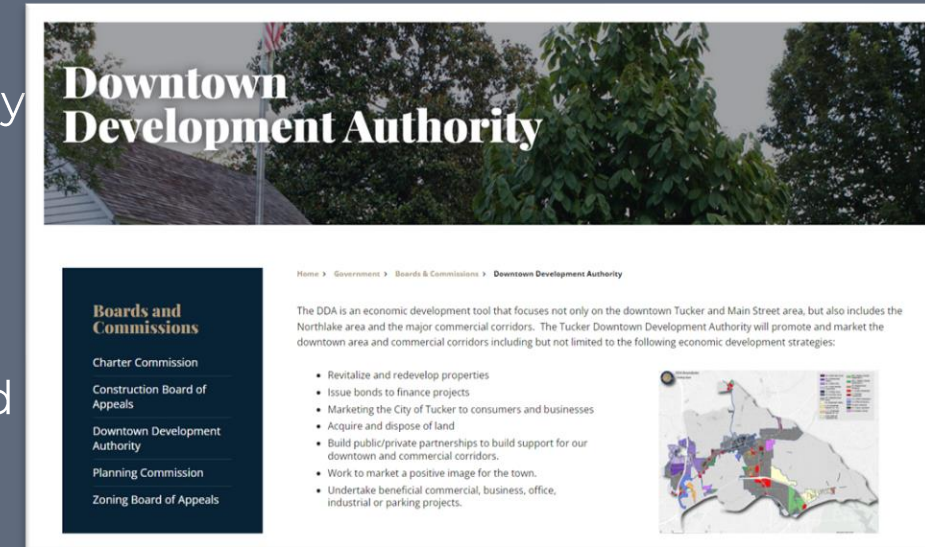 y
d
Downtown
Development Authority
Home > Government > Boards & Commissions > Downtown Development Authority
Boards and
Commissions
Charter Commission
Construction Board of
Appeals
Downtown Development
Authority
Planning Commission
Zoning Board of Appeals
The DDA is an economic development tool that focuses not only on the downtown Tucker and Main Street area, but also includes the
Northlake area and the major commercial corridors. The Tucker Downtown Development Authority will promote and market the
downtown area and commercial corridors including but not limited to the following economic development strategies:
• Revitalize and redevelop properties
• Issue bonds to finance projects
• Marketing the City of Tucker to consumers and businesses
• Acquire and dispose of land
• Build public/private partnerships to build support for our
downtown and commercial corridors.
• Work to market a positive image for the town.
• Undertake beneficial commercial, business, office,
industrial or parking projects.